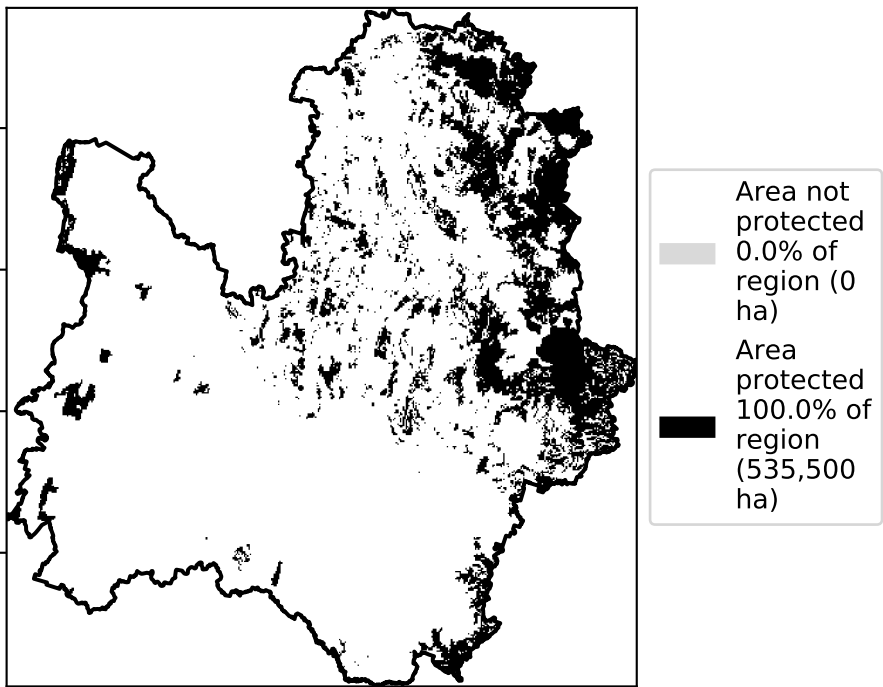 Area not
protected
0.0% of
region (0
ha)
Area
protected
100.0% of
region
(535,500
ha)